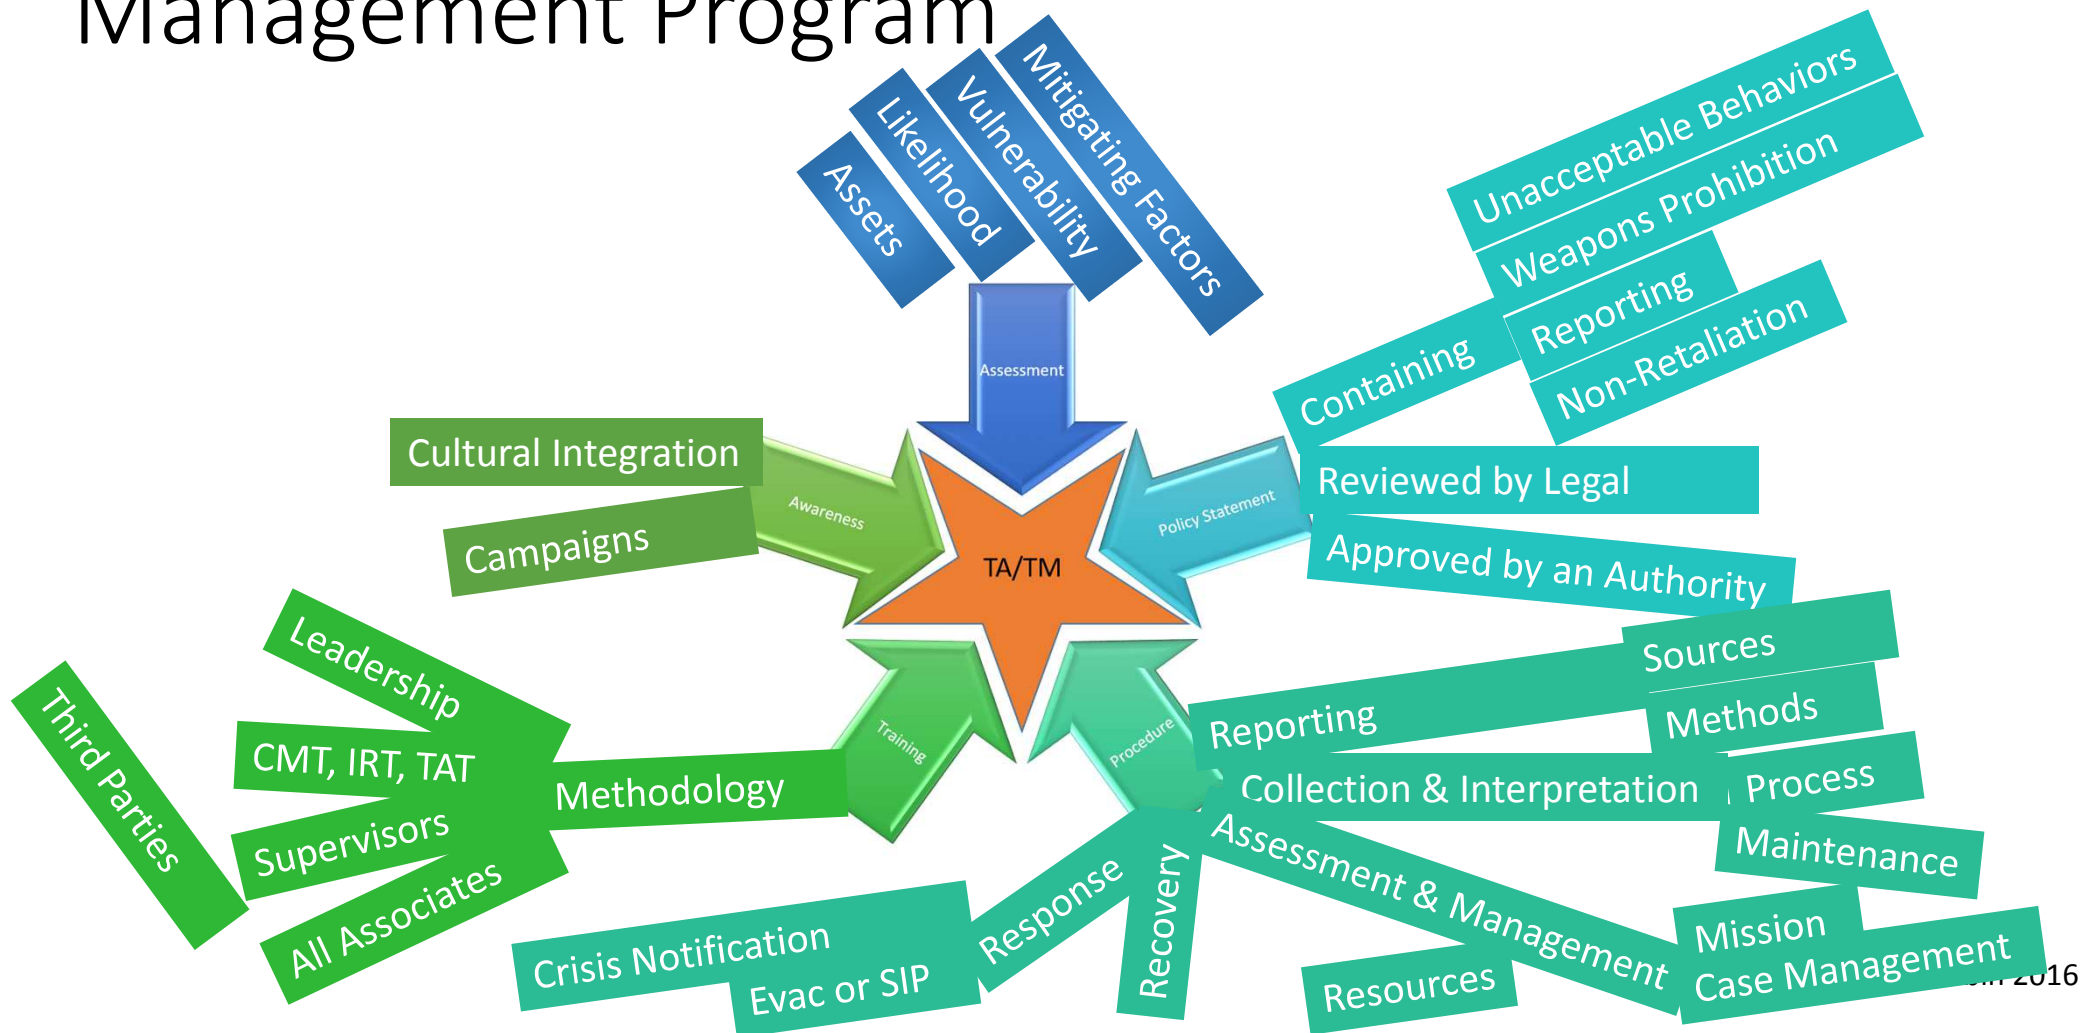 Management Program
Mitigating Factors
Vulnerability
Likelihood
Assets
Assessment
Unacceptable Behaviors
Weapons Prohibition
Reporting
Non-Retaliation
Containing
Reviewed by Legal
Approved by an Authority
Policy Statement
Cultural Integration
Campaigns
Awareness
TA/TM
Leadership
Third Parties
CMT, IRT, TAT
Supervisors
All Associates
Methodology
Training
Procedure
Reporting
Sources
Methods
Collection & Interpretation
Process
Maintenance
Assessment & Management
Mission
Case Management
Resources
Response
Recovery
Crisis Notification
Evac or SIP
2016